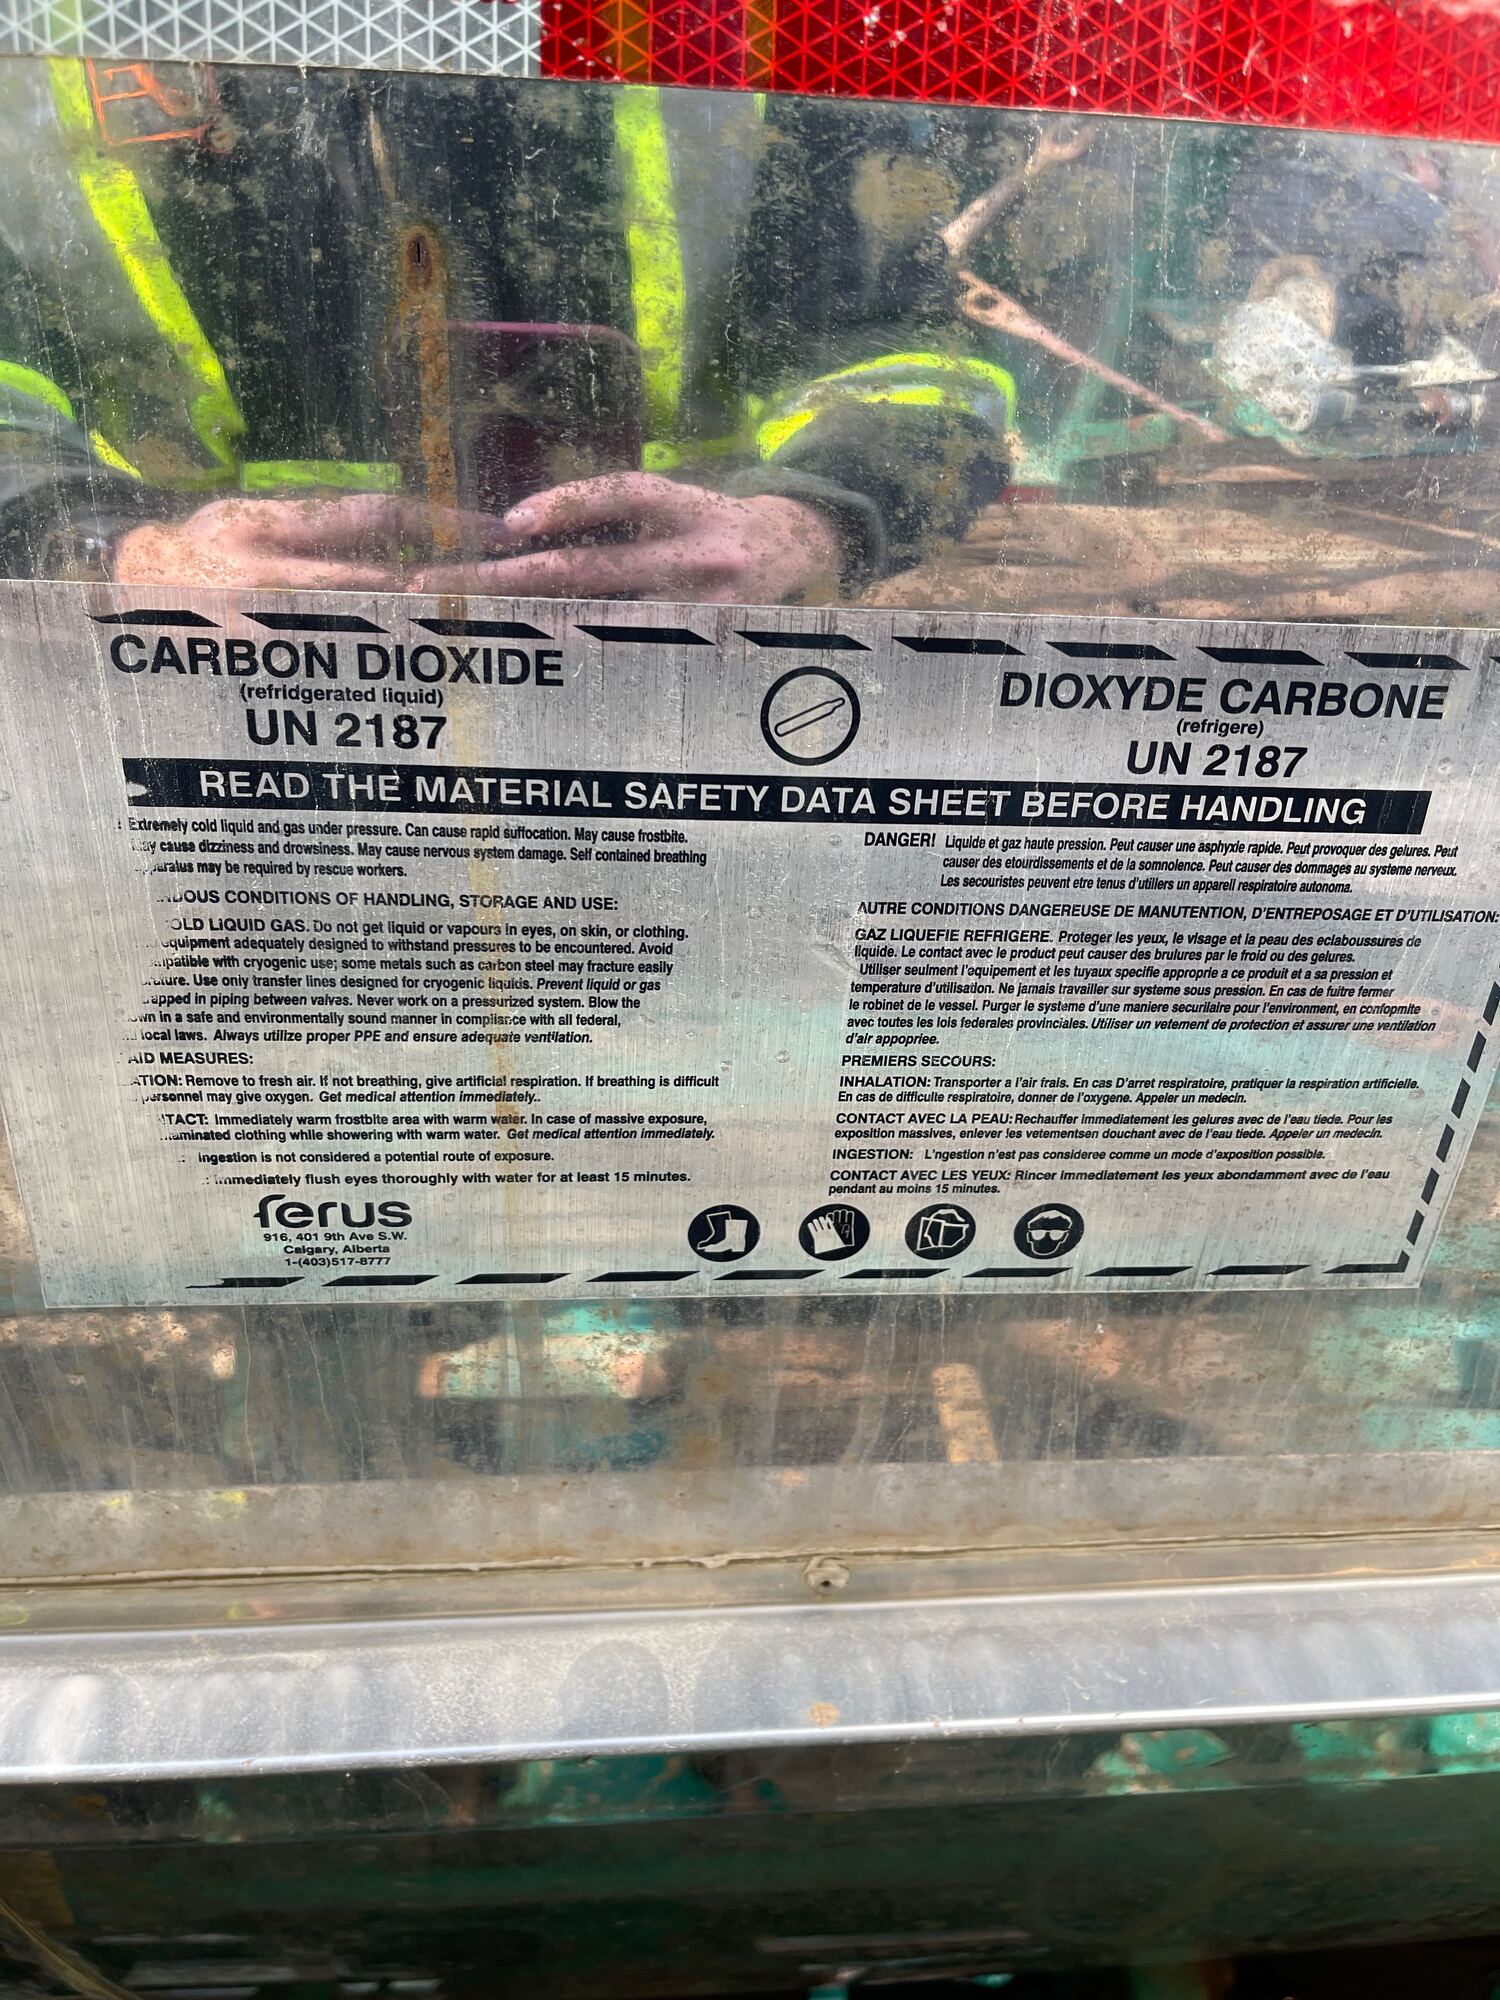 CARBON DIOXIDE
(refridgerated liquid)
UN 2187
DIOXYDE CARBONE
(refrigere)
UN 2187
READ THE MATERIAL SAFETY DATA SHEET BEFORE HANDLING
Extremely cold liquid and gas under pressure. Can cause rapid suffocation. May cause frostbite.
cause dizziness and drowsiness. May cause nervous system damage. Self contained breathing
may be required by rescue workers.
CONDITIONS OF HANDLING, STORAGE AND USE:
LIQUID GAS. Do not get liquid or vapours in eyes, on skin, or clothing.
equipment adequately designed to withstand pressures to be encountered. Avoid
with cryogenic use; some metals such as carbon steel may fracture easily
Use only transfer lines designed for cryogenic liquids. Prevent liquid or gas
in piping between valves. Never work on a pressurized system. Blow the
in a safe and environmentally sound manner in compliance with all federal,
local laws. Always utilize proper PPE and ensure adequate ventilation.
AID MEASURES:
Remove to fresh air. If not breathing, give artificial respiration. If breathing is difficult
personnel may give oxygen. Get medical attention immediately..
Immediately warm frostbite area with warm water. In case of massive exposure,
clothing while showering with warm water. Get medical attention immediately.
Ingestion is not considered a potential route of exposure.
Immediately flush eyes thoroughly with water for at least 15 minutes.
ferus
916, 401 9th Ave S.W.
Calgary, Alberta
1-(403)517-8777
DANGER! Liquide et gaz haute pression. Peut causer une asphyxie rapide. Peut provoquer des gelures. Peut
causer des etourdissements et de la somnolence. Peut causer des dommages au systeme nerveux.
Les secouristes peuvent etre tenus d'utillers un appareil respiratoire autonoma.
AUTRE CONDITIONS DANGEREUSE DE MANUTENTION, D'ENTREPOSAGE ET D'UTILISATION:
GAZ LIQUEFIE REFRIGERE. Proteger les yeux, le visage et la peau des eclaboussures de
liquide. Le contact avec le product peut causer des brulures par le froid ou des gelures.
Utiliser seulment l'equipement et les tuyaux specifie approprie a ce produit et a sa pression et
temperature d'utilisation. Ne jamais travailler sur systeme sous pression. En cas de fuitre fermer
le robinet de le vessel. Purger le systeme d'une maniere securilaire pour l'environment, en confopmite
avec toutes les lois federales provinciales. Utiliser un vetement de protection et assurer une ventilation
d'air appopriee.
PREMIERS SECOURS:
INHALATION: Transporter a l'air frais. En cas D'arret respiratoire, pratiquer la respiration artificielle.
En cas de difficulte respiratoire, donner de l'oxygene. Appeler un medecin.
CONTACT AVEC LA PEAU: Rechauffer immediatement les gelures avec de l'eau tiede. Pour les
exposition massives, enlever les vetementsen douchant avec de l'eau tiede. Appeler un medecin.
INGESTION: L'ngestion n'est pas consideree comme un mode d'exposition possible.
CONTACT AVEC LES YEUX: Rincer immediatement les yeux abondamment avec de l'eau
pendant au moins 15 minutes.